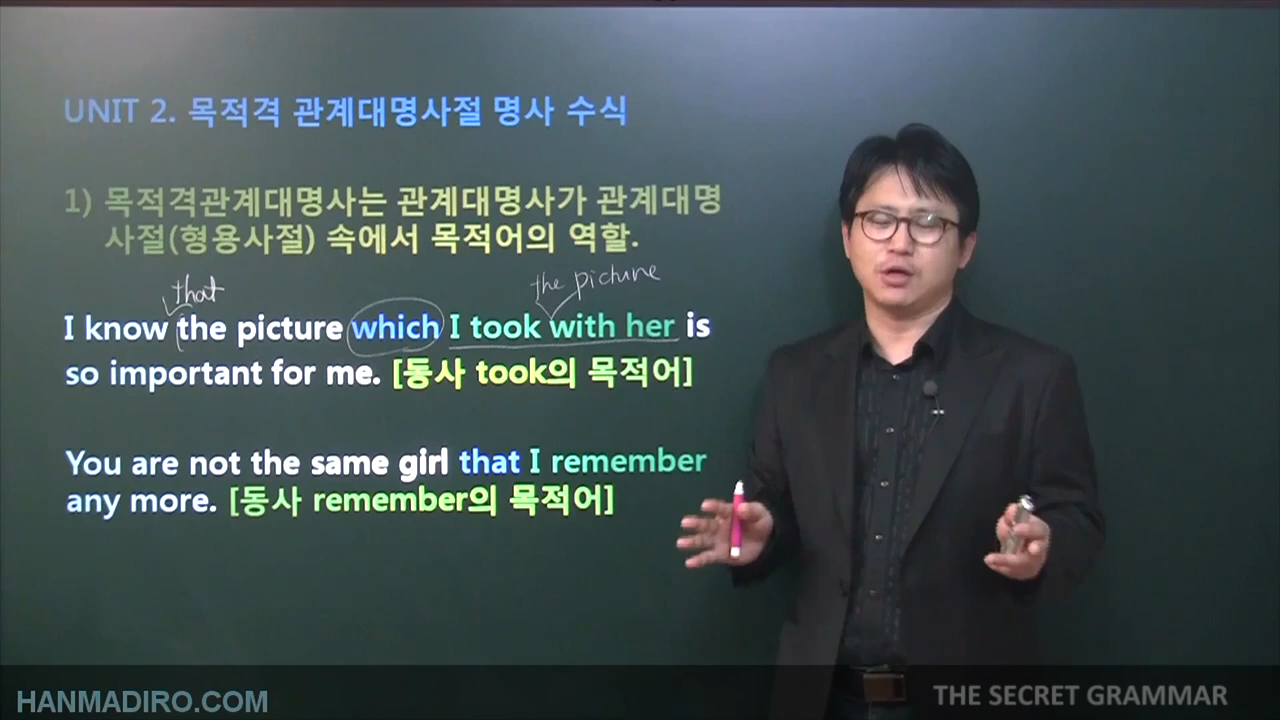 UNIT 2. 목적격 관계대명사절 명사 수식
1) 목적격관계대명사는 관계대명사가 관계대명
사절(형용사절) 속에서 목적어의 역할.
that
the picture
I know the picture which I took with her is
so important for me. [동사 took의 목적어]
You are not the same girl that I remember
any more. [동사 remember의 목적어]
HANMADIRO.COM
THE SECRET GRAMMAR